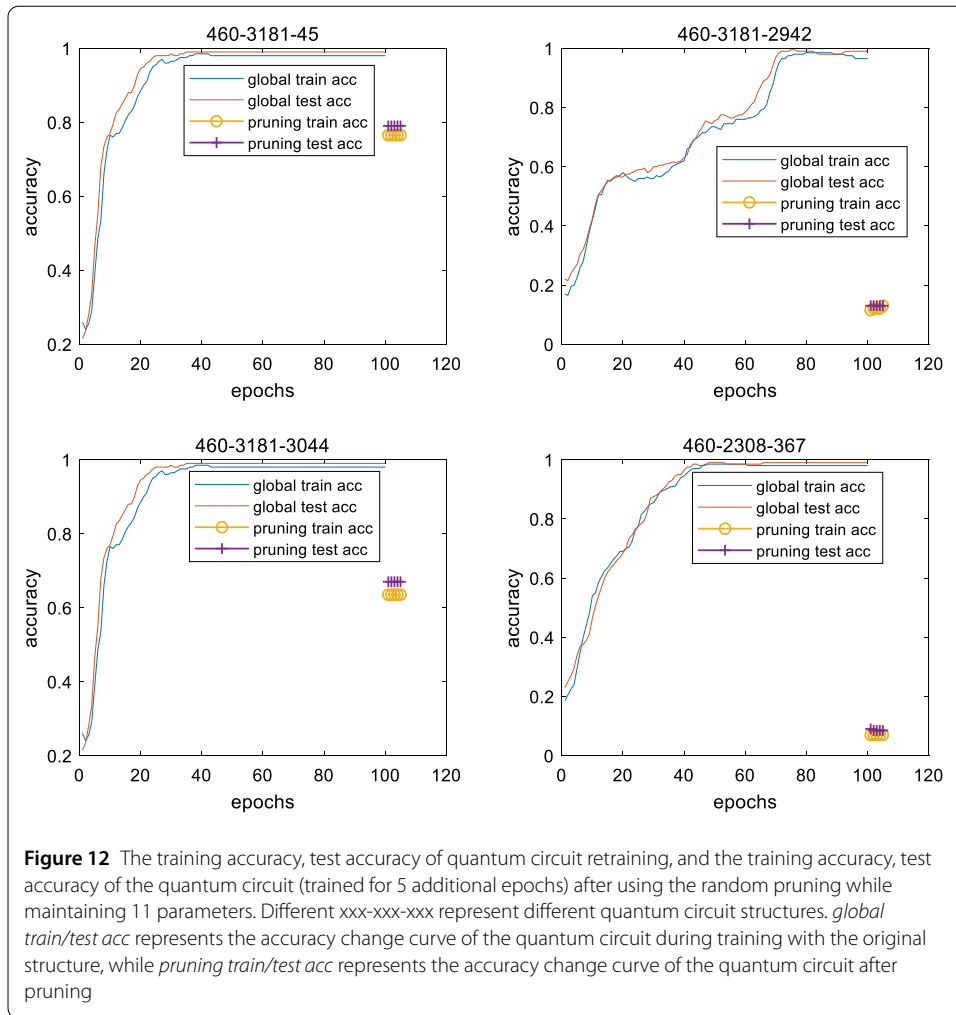 460-3181-45
1
0.8
0.6
0.4
0.2
accuracy
global train acc
global test acc
pruning train acc
pruning test acc
0 20 40 60 80 100 120
epochs
460-3181-2942
1
0.8
0.6
0.4
0.2
0
accuracy
global train acc
global test acc
pruning train acc
pruning test acc
0 20 40 60 80 100 120
epochs
460-3181-3044
1
0.8
0.6
0.4
0.2
accuracy
global train acc
global test acc
pruning train acc
pruning test acc
0 20 40 60 80 100 120
epochs
460-2308-367
1
0.8
0.6
0.4
0.2
0
accuracy
global train acc
global test acc
pruning train acc
pruning test acc
0 20 40 60 80 100 120
epochs
Figure 12 The training accuracy, test accuracy of quantum circuit retraining, and the training accuracy, test
accuracy of the quantum circuit (trained for 5 additional epochs) after using the random pruning while
maintaining 11 parameters. Different xxx-xxx-xxx represent different quantum circuit structures. global
train/test acc represents the accuracy change curve of the quantum circuit during training with the original
structure, while pruning train/test acc represents the accuracy change curve of the quantum circuit after
pruning